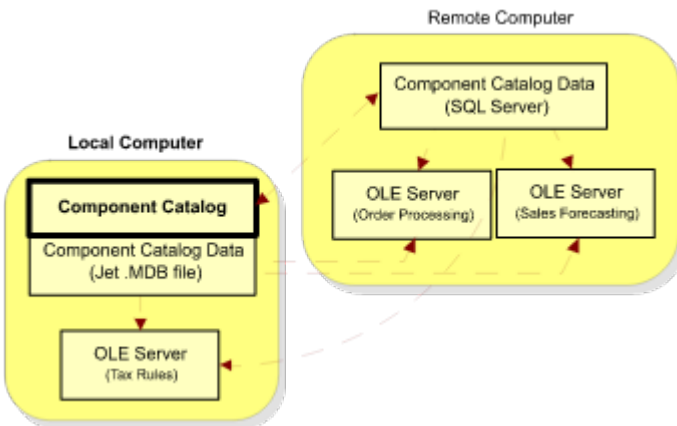 Remote Computer
Component Catalog Data
(SQL Server)
OLE Server
(Order Processing)
OLE Server
(Sales Forecasting)
Local Computer
Component Catalog
Component Catalog Data
(Jet .MDB file)
OLE Server
(Tax Rules)